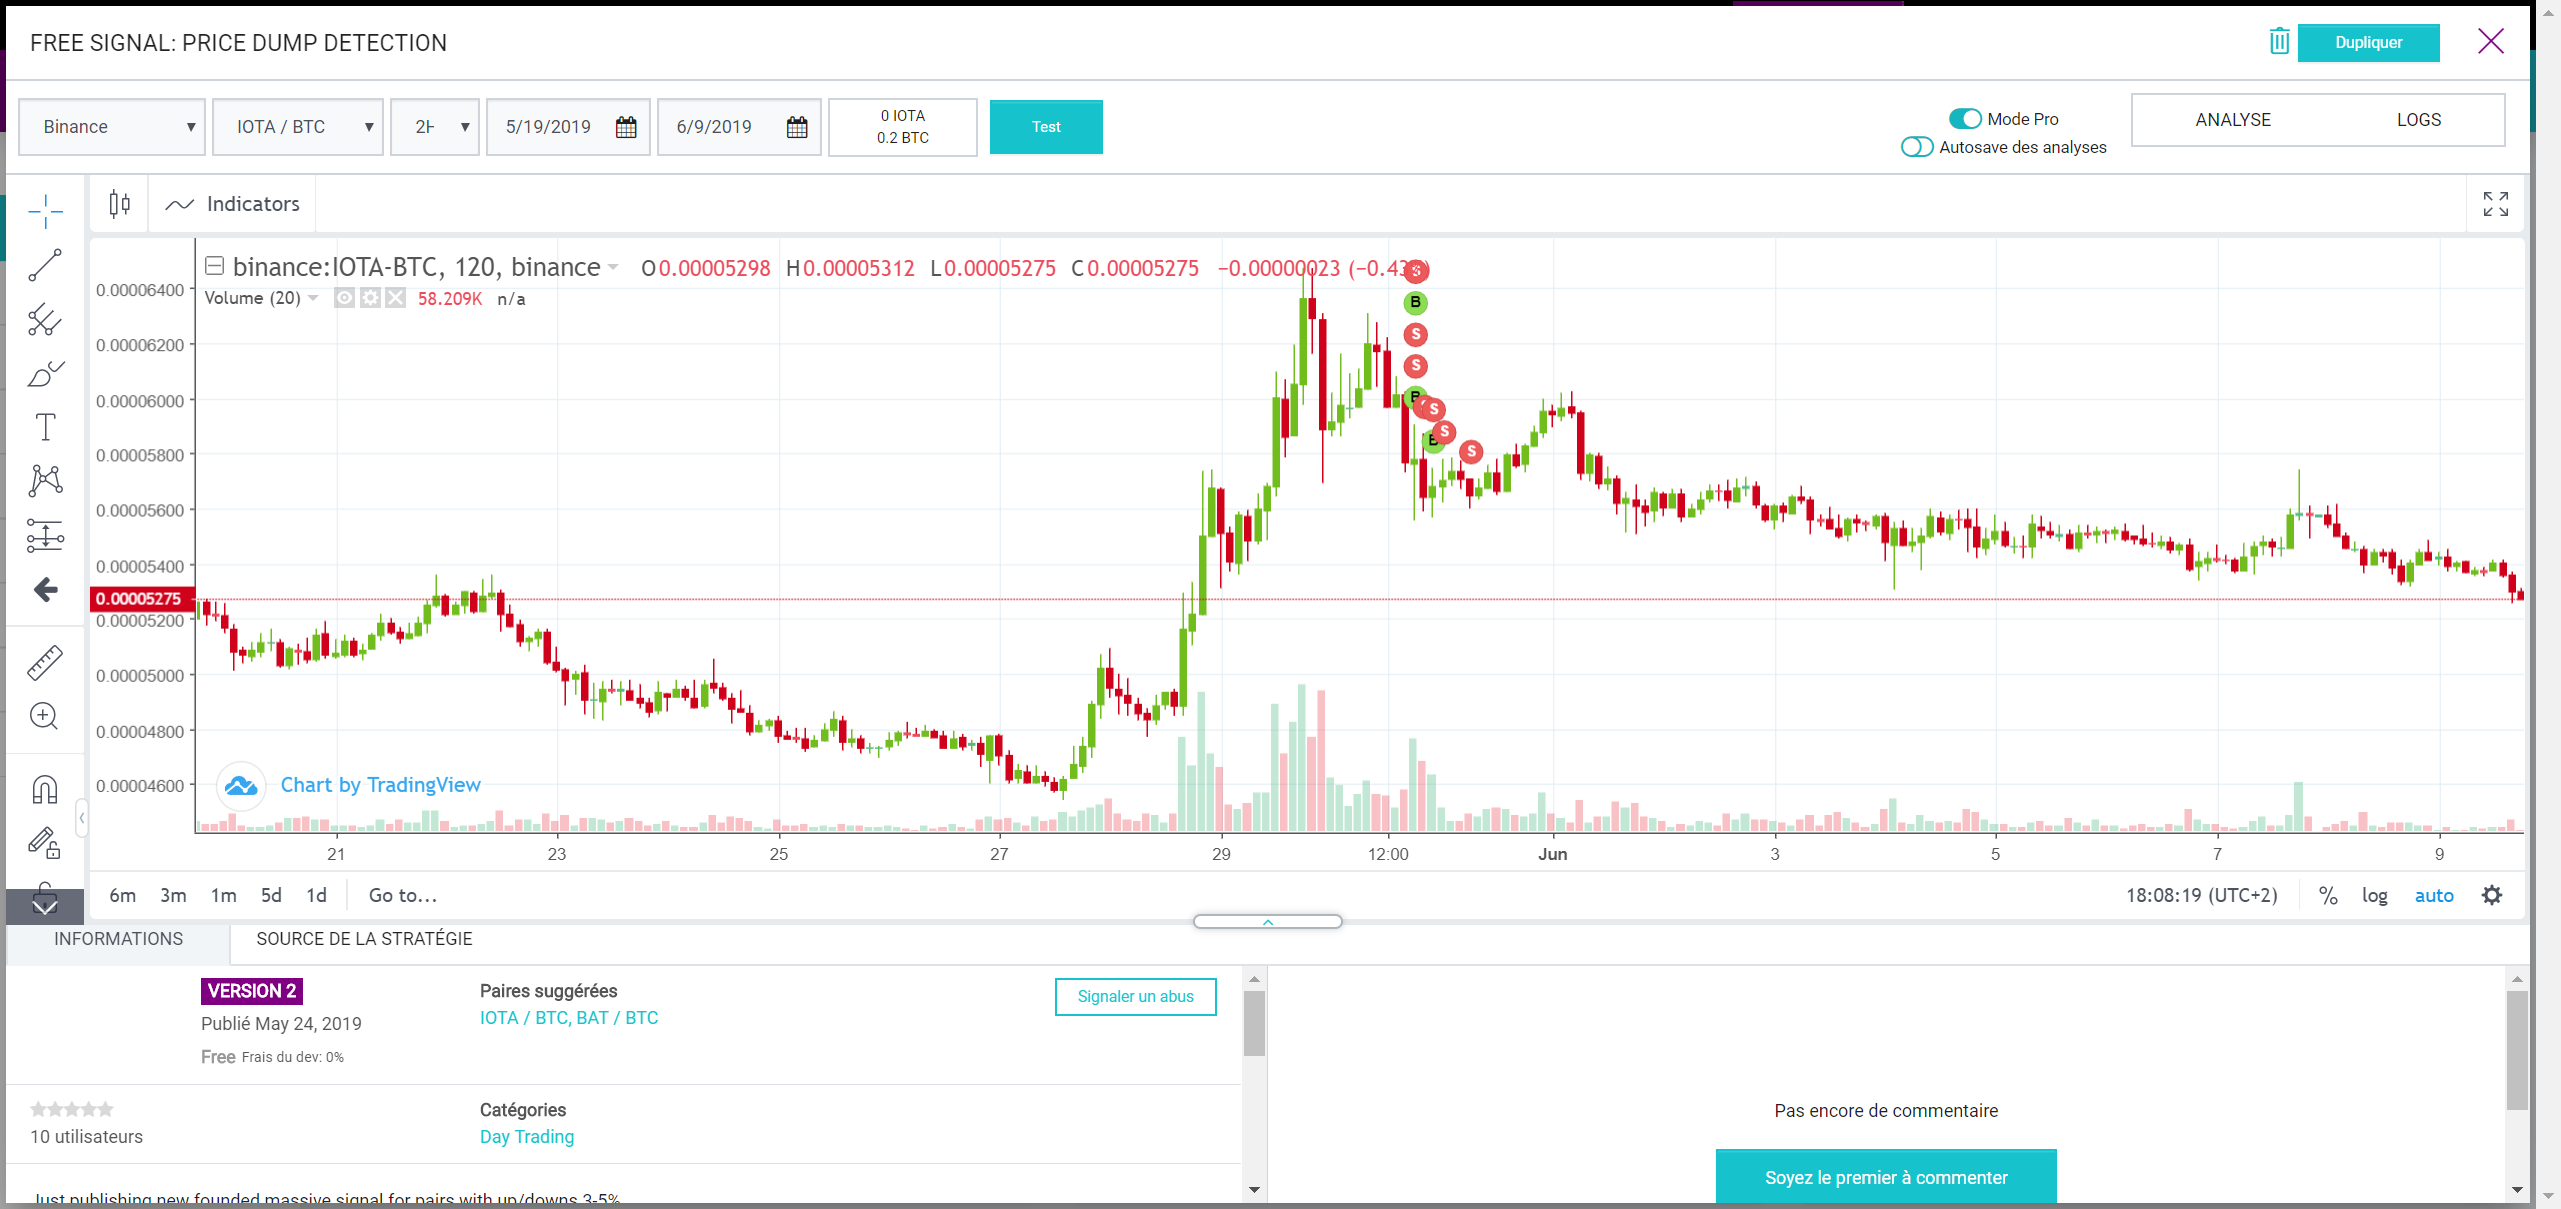 FREE SIGNAL: PRICE DUMP DETECTION
Dupliquer
Binance
IOTA / BTC
5/19/2019
6/9/2019
0 IOTA
0.2 BTC
Test
Mode Pro
Autosave des analyses
ANALYSE
LOGS
Indicators
binance:IOTA-BTC, 120, binance O0.00005298 H0.00005312 L0.00005275 C0.00005275 −0.00000023
Volume (20) 58.209K n/a
S
B
S
S
B
S
S
S
0.00006400
0.00006200
0.00006000
0.00005800
0.00005600
0.00005400
0.00005275
0.00005200
0.00005000
0.00004800
0.00004600
Chart by TradingView
21 23 25 27 29 12:00 Jun 3 5 7 9
6m 3m 1m 5d 1d Go to...
18:08:19 (UTC+2) % log auto
INFORMATIONS
SOURCE DE LA STRATÉGIE
VERSION 2
Publié May 24, 2019
Free Frais du dev: 0%
Paires suggérées
IOTA / BTC, BAT / BTC
Signaler un abus
10 utilisateurs
Catégories
Day Trading
Just publishing new founded massive signal for pairs with up/downs 3-5%
Pas encore de commentaire
Soyez le premier à commenter